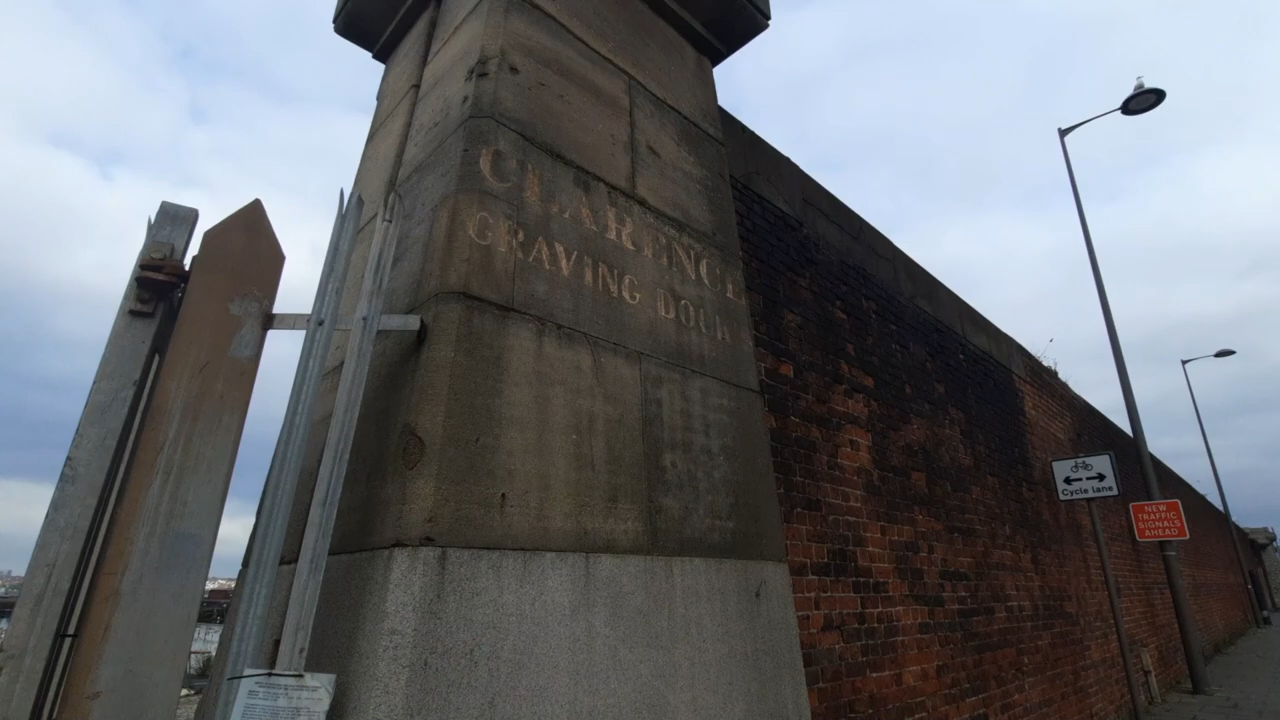 CLARENCE
GRAVING DOCK
Cycle lane
NEW
TRAFFIC
SIGNALS
AHEAD